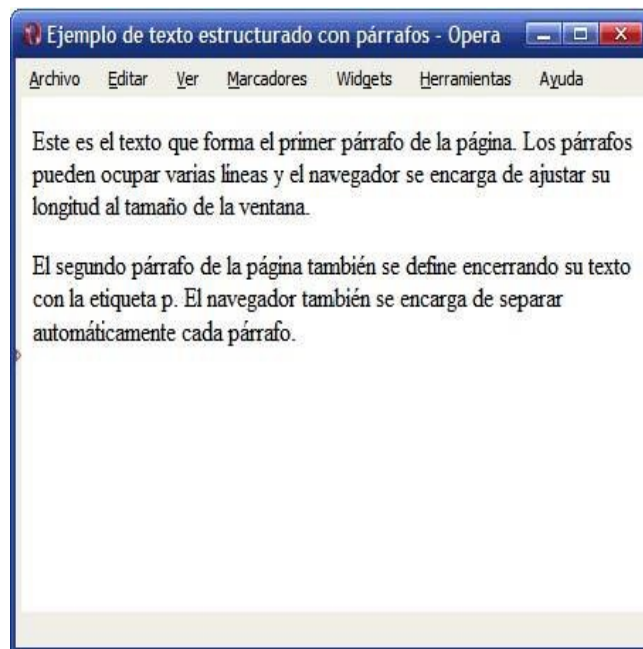 Ejemplo de texto estructurado con párrafos - Opera
Archivo Editar Ver Marcadores Widgets Herramientas Ayuda
Este es el texto que forma el primer párrafo de la página. Los párrafos
pueden ocupar varias líneas y el navegador se encarga de ajustar su
longitud al tamaño de la ventana.
El segundo párrafo de la página también se define encerrando su texto
con la etiqueta p. El navegador también se encarga de separar
automáticamente cada párrafo.